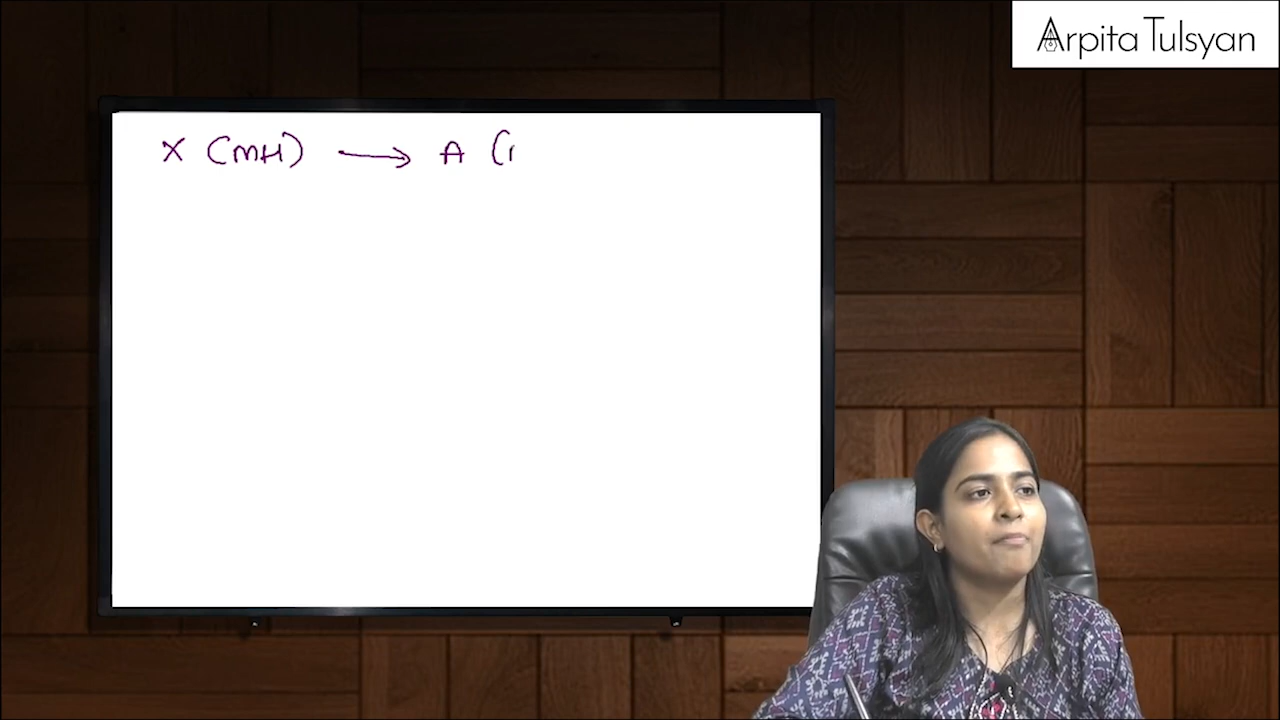 Arpita Tulsyan
X (MH) → A (